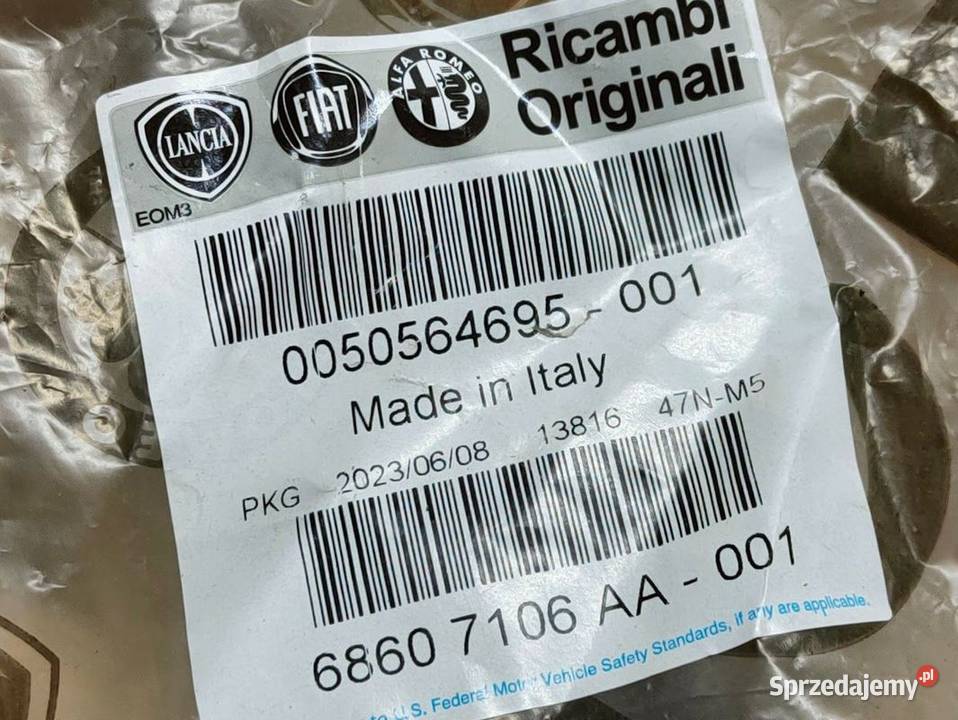 LANCIA
FIAT
ALFA ROMEO
Ricambi
Originali
EOM3
0050564695 - 001
Made in Italy
PKG 2023/06/08 13816 47N-M5
6860 7106 AA - 001
to U.S. Federal Motor Vehicle Safety Standards, if any are applicable.
Sprzedajemy.pl